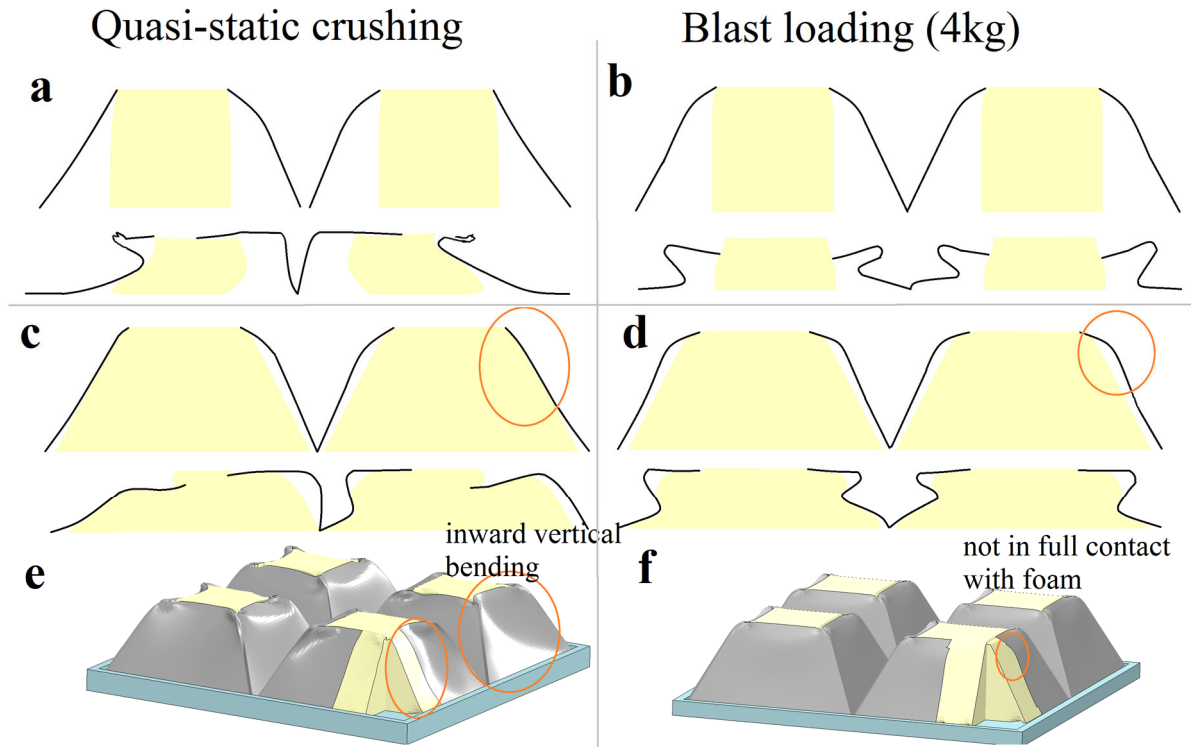 Quasi-static crushing
Blast loading (4kg)
a
b
c
d
inward vertical
bending
not in full contact
with foam
e
f